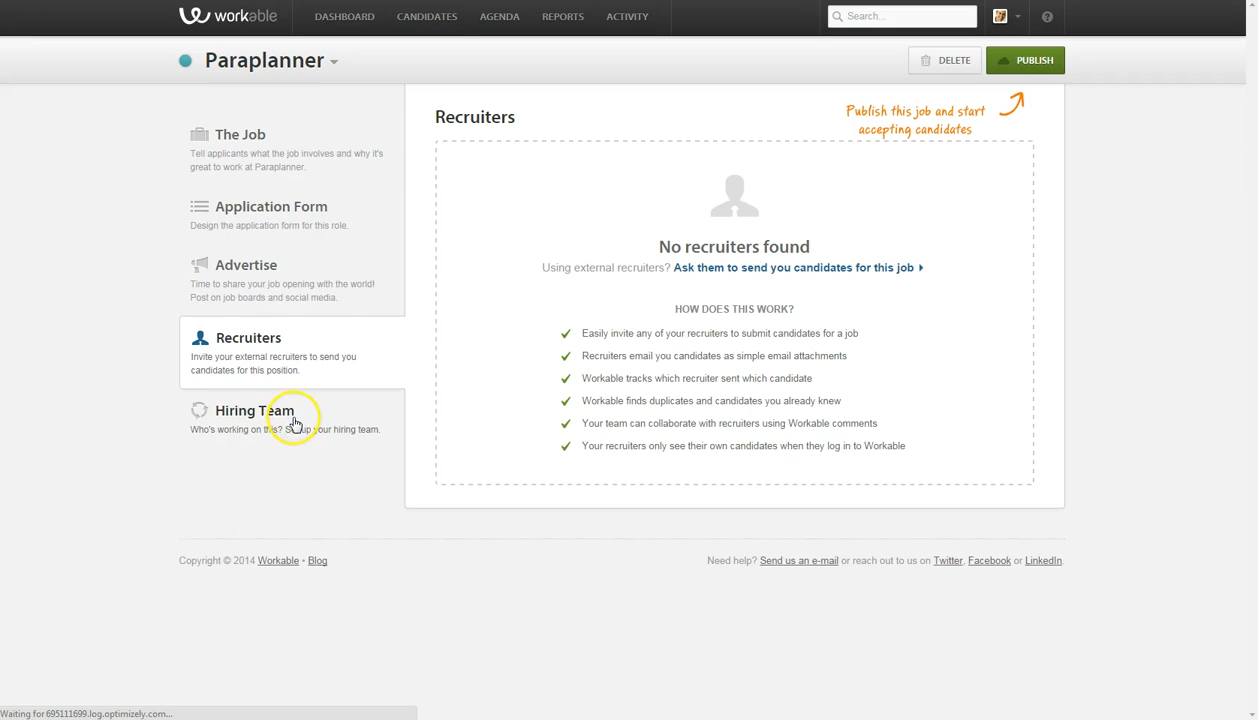 workable
DASHBOARD
CANDIDATES
AGENDA
REPORTS
ACTIVITY
Search...
Paraplanner
DELETE
PUBLISH
The Job
Tell applicants what the job involves and why it's
great to work at Paraplanner.
Application Form
Design the application form for this role.
Advertise
Time to share your job opening with the world!
Post on job boards and social media.
Recruiters
Invite your external recruiters to send you
candidates for this position.
Hiring Team
Who's working on this? Set up your hiring team.
Recruiters
Publish this job and start
accepting candidates
No recruiters found
Using external recruiters? Ask them to send you candidates for this job
HOW DOES THIS WORK?
Easily invite any of your recruiters to submit candidates for a job
Recruiters email you candidates as simple email attachments
Workable tracks which recruiter sent which candidate
Workable finds duplicates and candidates you already knew
Your team can collaborate with recruiters using Workable comments
Your recruiters only see their own candidates when they log in to Workable
Copyright © 2014 Workable • Blog
Need help? Send us an e-mail or reach out to us on Twitter, Facebook or LinkedIn.
Waiting for 695111699.log.optimizely.com...